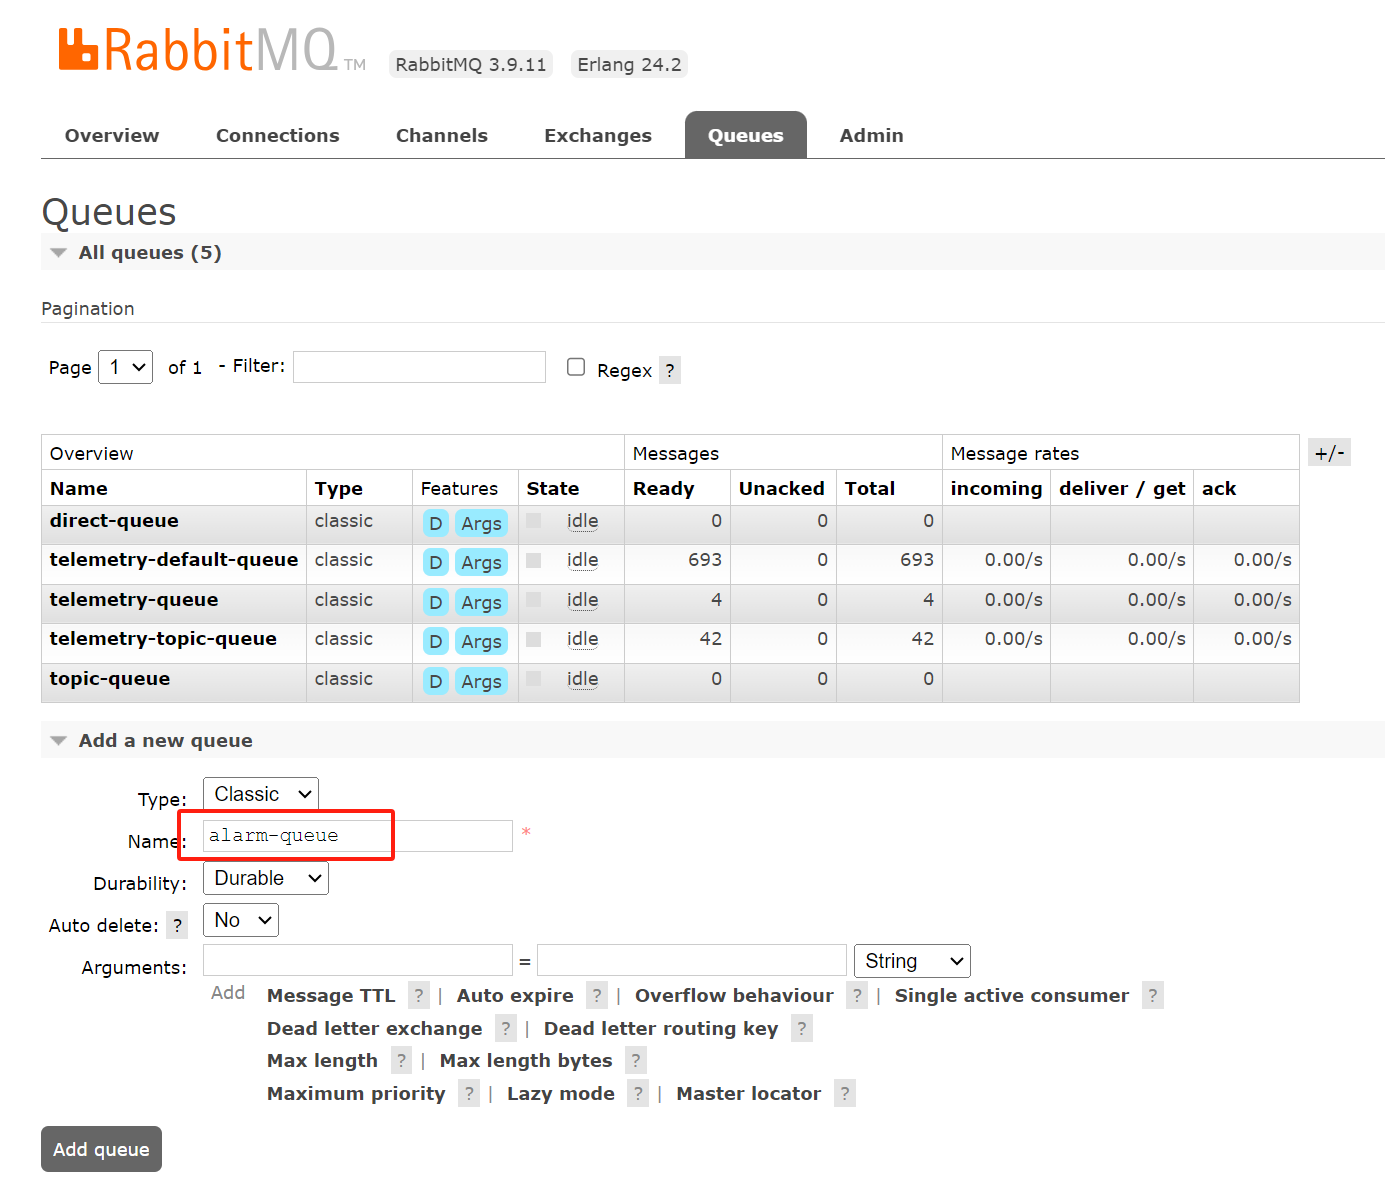 RabbitMQ TM RabbitMQ 3.9.11 Erlang 24.2
Overview Connections Channels Exchanges Queues Admin
Queues
All queues (5)
Pagination
Page 1 of 1 - Filter: Regex ?
Overview Messages Message rates +/-
Name Type Features State Ready Unacked Total incoming deliver / get ack
direct-queue classic D Args idle 0 0 0
telemetry-default-queue classic D Args idle 693 0 693 0.00/s 0.00/s 0.00/s
telemetry-queue classic D Args idle 4 0 4 0.00/s 0.00/s 0.00/s
telemetry-topic-queue classic D Args idle 42 0 42 0.00/s 0.00/s 0.00/s
topic-queue classic D Args idle 0 0 0
Add a new queue
Type: Classic
Name: alarm-queue *
Durability: Durable
Auto delete: ? No
Arguments: = String
Add Message TTL ? | Auto expire ? | Overflow behaviour ? | Single active consumer ?
Dead letter exchange ? | Dead letter routing key ?
Max length ? | Max length bytes ?
Maximum priority ? | Lazy mode ? | Master locator ?
Add queue